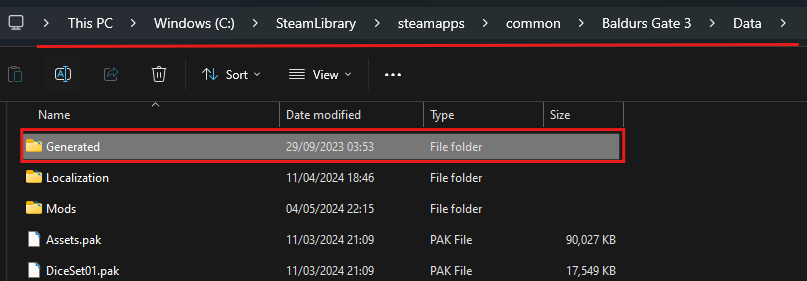 This PC > Windows (C:) > SteamLibrary > steamapps > common > Baldurs Gate 3 > Data >
Sort View
Name Date modified Type Size
Generated 29/09/2023 03:53 File folder
Localization 11/04/2024 18:46 File folder
Mods 04/05/2024 22:15 File folder
Assets.pak 11/03/2024 21:09 PAK File 90,027 KB
DiceSet01.pak 11/03/2024 21:09 PAK File 17,549 KB